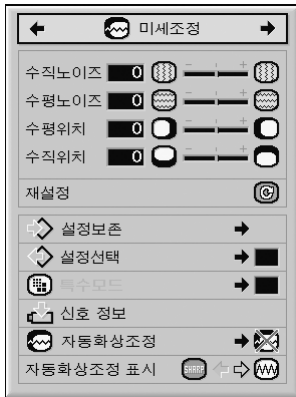 미세조정
수직노이즈 0
수평노이즈 0
수평위치 0
수직위치 0
재설정
설정보존
설정선택
특수모드
신호 정보
자동화상조정
자동화상조정 표시 SHARP